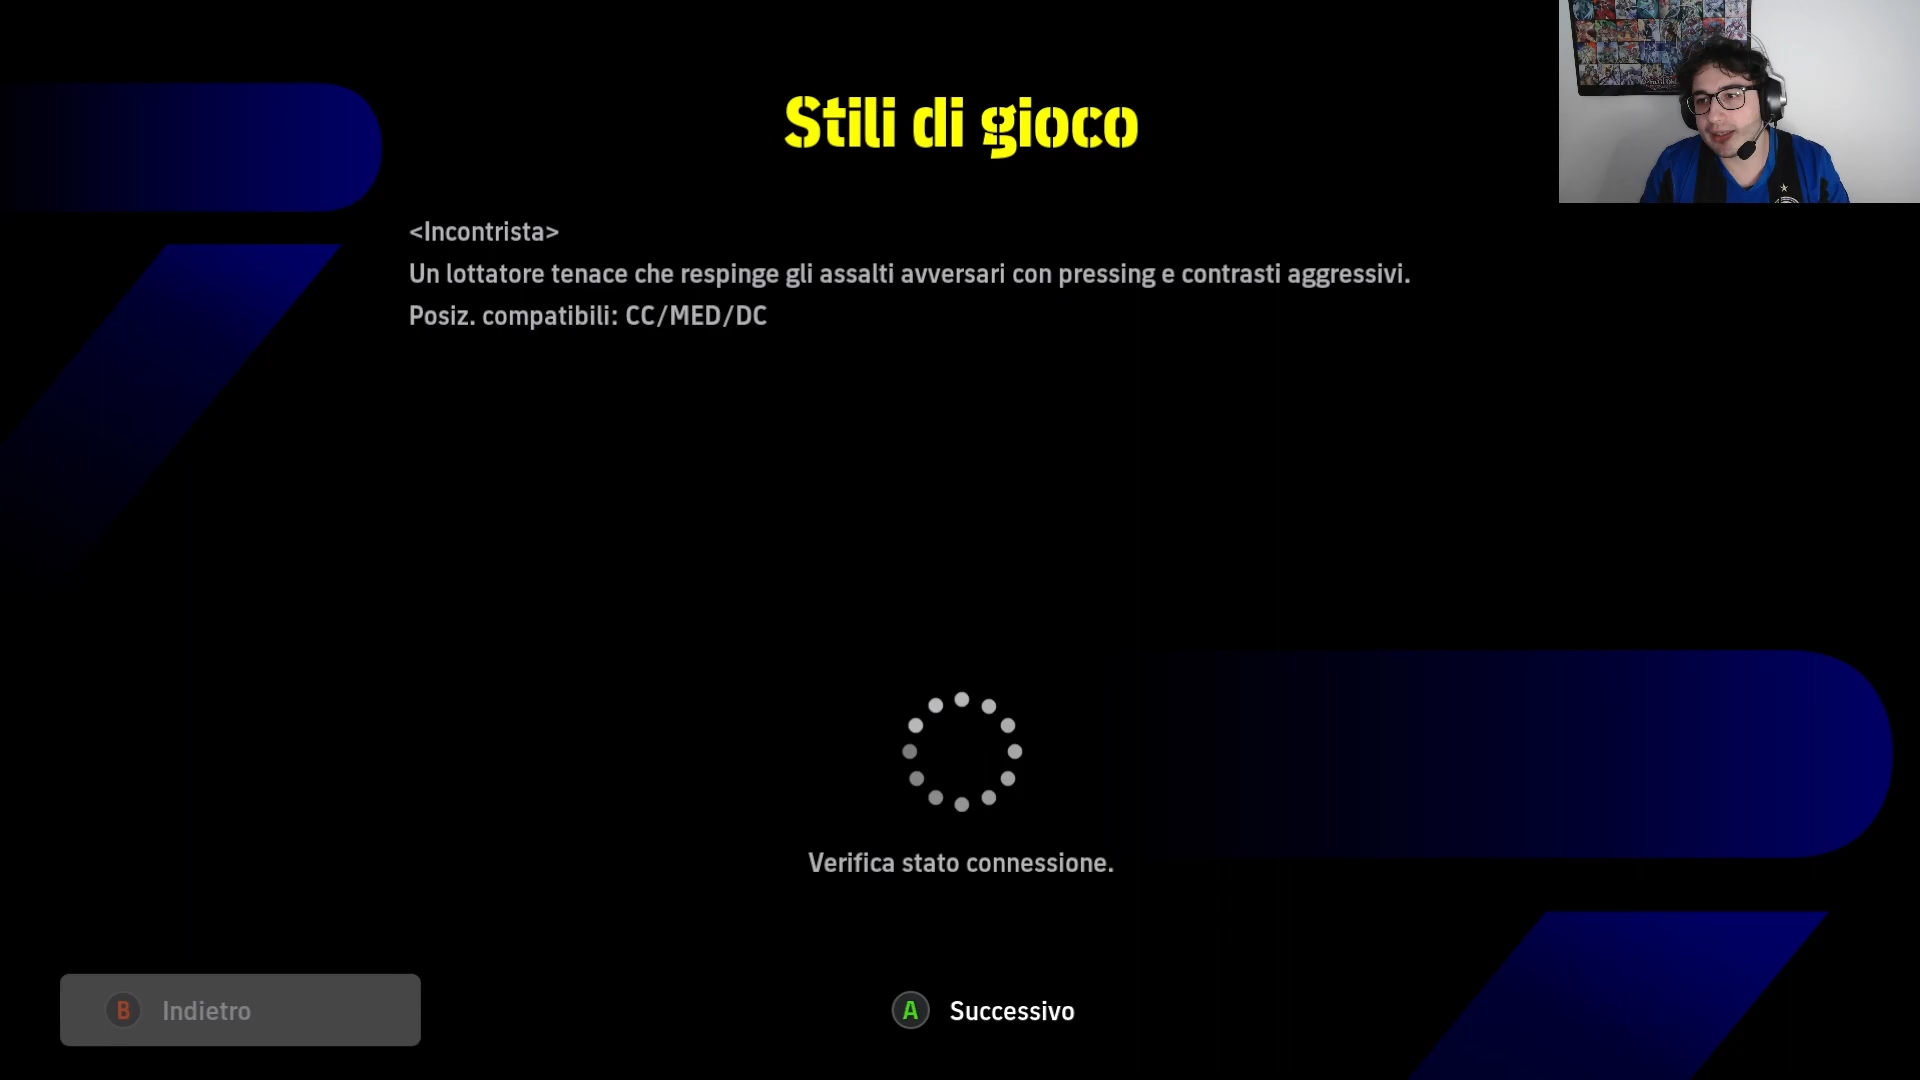 Stili di gioco
<Incontrista>
Un lottatore tenace che respinge gli assalti avversari con pressing e contrasti aggressivi.
Posiz. compatibili: CC/MED/DC
Verifica stato connessione.
B Indietro
A Successivo